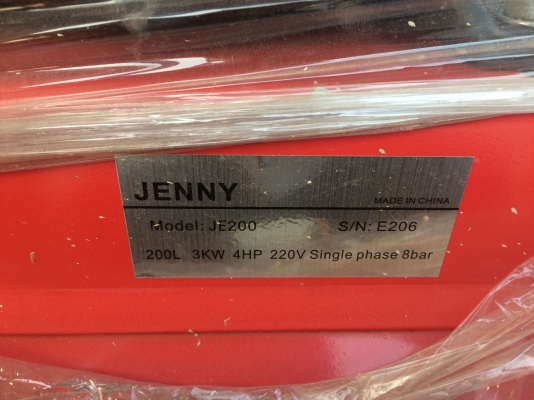 JENNY
MADE IN CHINA
Model: JE200 S/N: E206
200L 3KW 4HP 220V Single phase 8bar